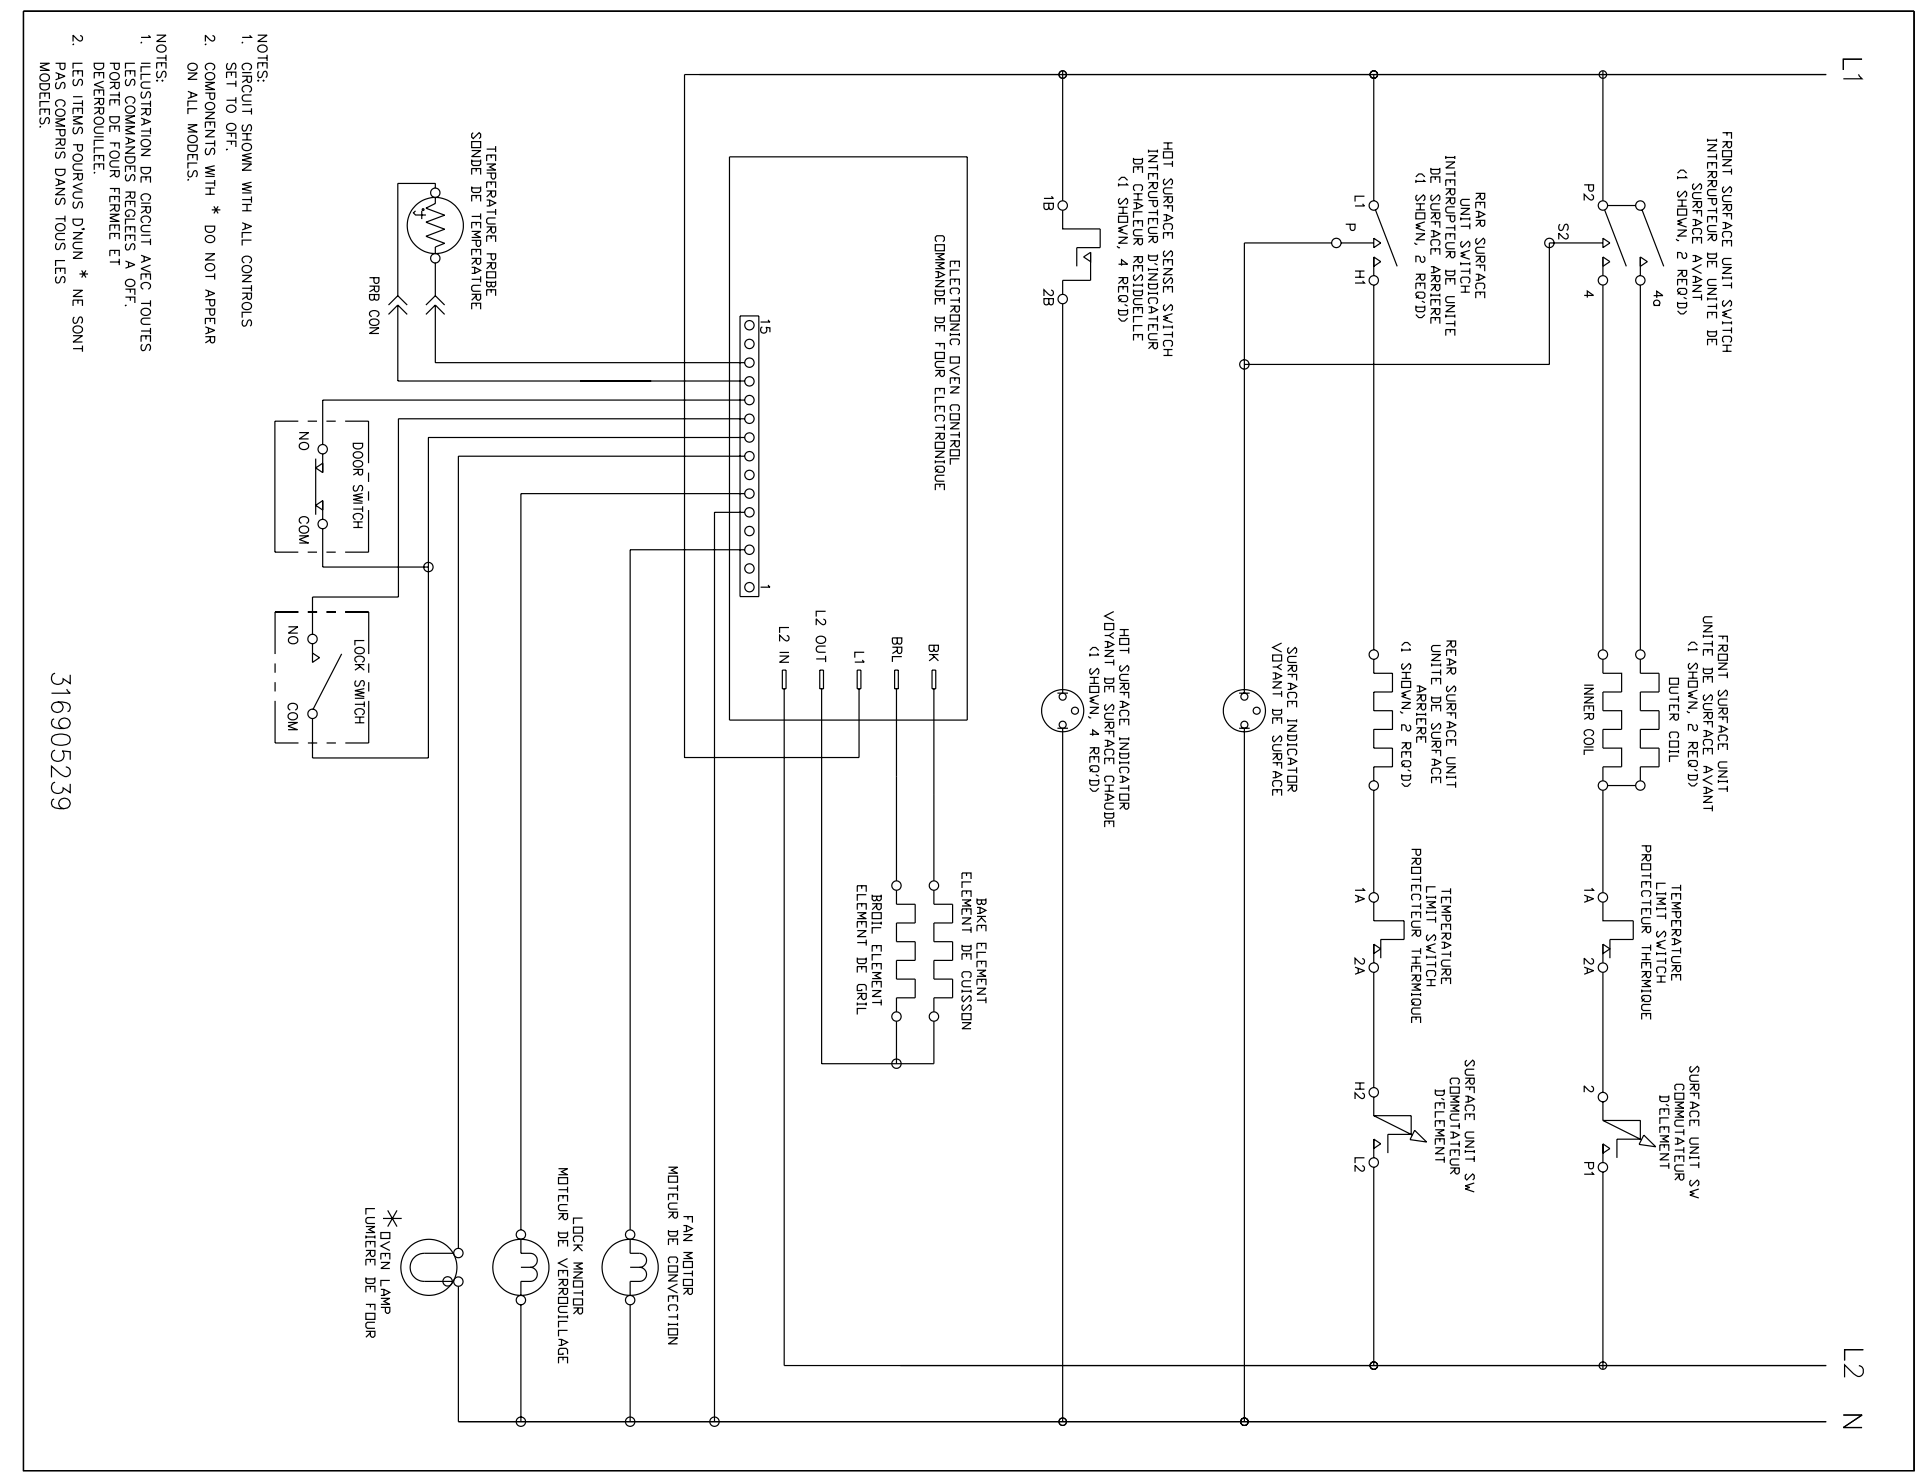 L1
L2
N
FRONT SURFACE UNIT SWITCH
INTERRUPTEUR DE UNITE DE
SURFACE AVANT
(1 SHOWN, 2 REQ'D)
P2
S2
4
4a
FRONT SURFACE UNIT
UNITE DE SURFACE AVANT
(1 SHOWN, 2 REQ'D)
OUTER COIL
INNER COIL
TEMPERATURE
LIMIT SWITCH
PROTECTEUR THERMIQUE
1A
2A
SURFACE UNIT SW
COMMUTATEUR
D'ELEMENT
2
P1
REAR SURFACE
UNIT SWITCH
INTERRUPTEUR DE UNITE
DE SURFACE ARRIERE
(1 SHOWN, 2 REQ'D)
L1
P
H1
REAR SURFACE UNIT
UNITE DE SURFACE
ARRIERE
(1 SHOWN, 2 REQ'D)
TEMPERATURE
LIMIT SWITCH
PROTECTEUR THERMIQUE
1A
2A
SURFACE UNIT SW
COMMUTATEUR
D'ELEMENT
H2
L2
SURFACE INDICATOR
VOYANT DE SURFACE
HOT SURFACE SENSE SWITCH
INTERUPTEUR D'INDICATEUR
DE CHALEUR RESIDUELLE
(1 SHOWN, 4 REQ'D)
1B
2B
HOT SURFACE INDICATOR
VOYANT DE SURFACE CHAUDE
(1 SHOWN, 4 REQ'D)
ELECTRONIC OVEN CONTROL
COMMANDE DE FOUR ELECTRONIQUE
15
1
BK
BRL
L1
L2 OUT
L2 IN
BAKE ELEMENT
ELEMENT DE CUISSON
BROIL ELEMENT
ELEMENT DE GRIL
FAN MOTOR
MOTEUR DE CONVECTION
LOCK MNOTOR
MOTEUR DE VERROUILLAGE
* OVEN LAMP
LUMIERE DE FOUR
TEMPERATURE PROBE
SONDE DE TEMPERATURE
PRB CON
DOOR SWITCH
NO
COM
LOCK SWITCH
NO
COM
NOTES:
1. CIRCUIT SHOWN WITH ALL CONTROLS
SET TO OFF.
2. COMPONENTS WITH * DO NOT APPEAR
ON ALL MODELS.
NOTES:
1. ILLUSTRATION DE CIRCUIT AVEC TOUTES
LES COMMANDES REGLEES A OFF.
PORTE DE FOUR FERMEE ET
DEVERROUILLEE.
2. LES ITEMS POURVUS D'NUN * NE SONT
PAS COMPRIS DANS TOUS LES
MODELES.
316905239